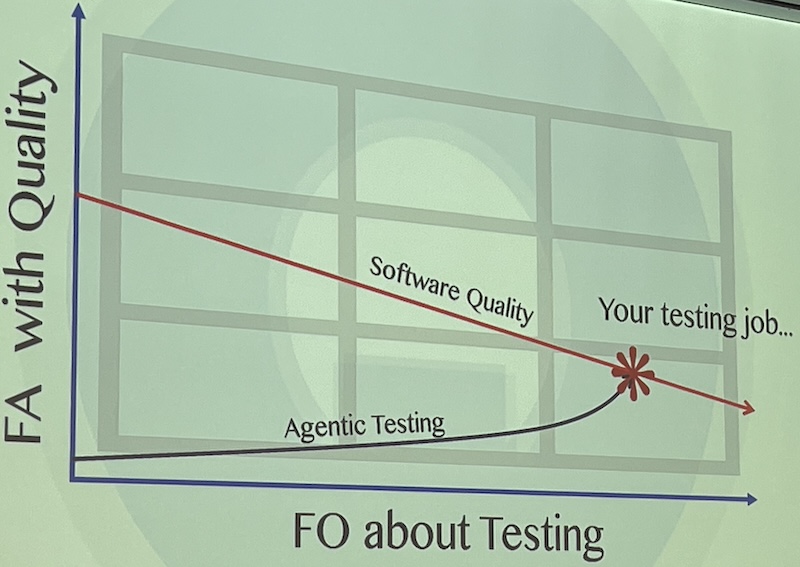 FA with Quality
Software Quality
Your testing job...
Agentic Testing
FO about Testing